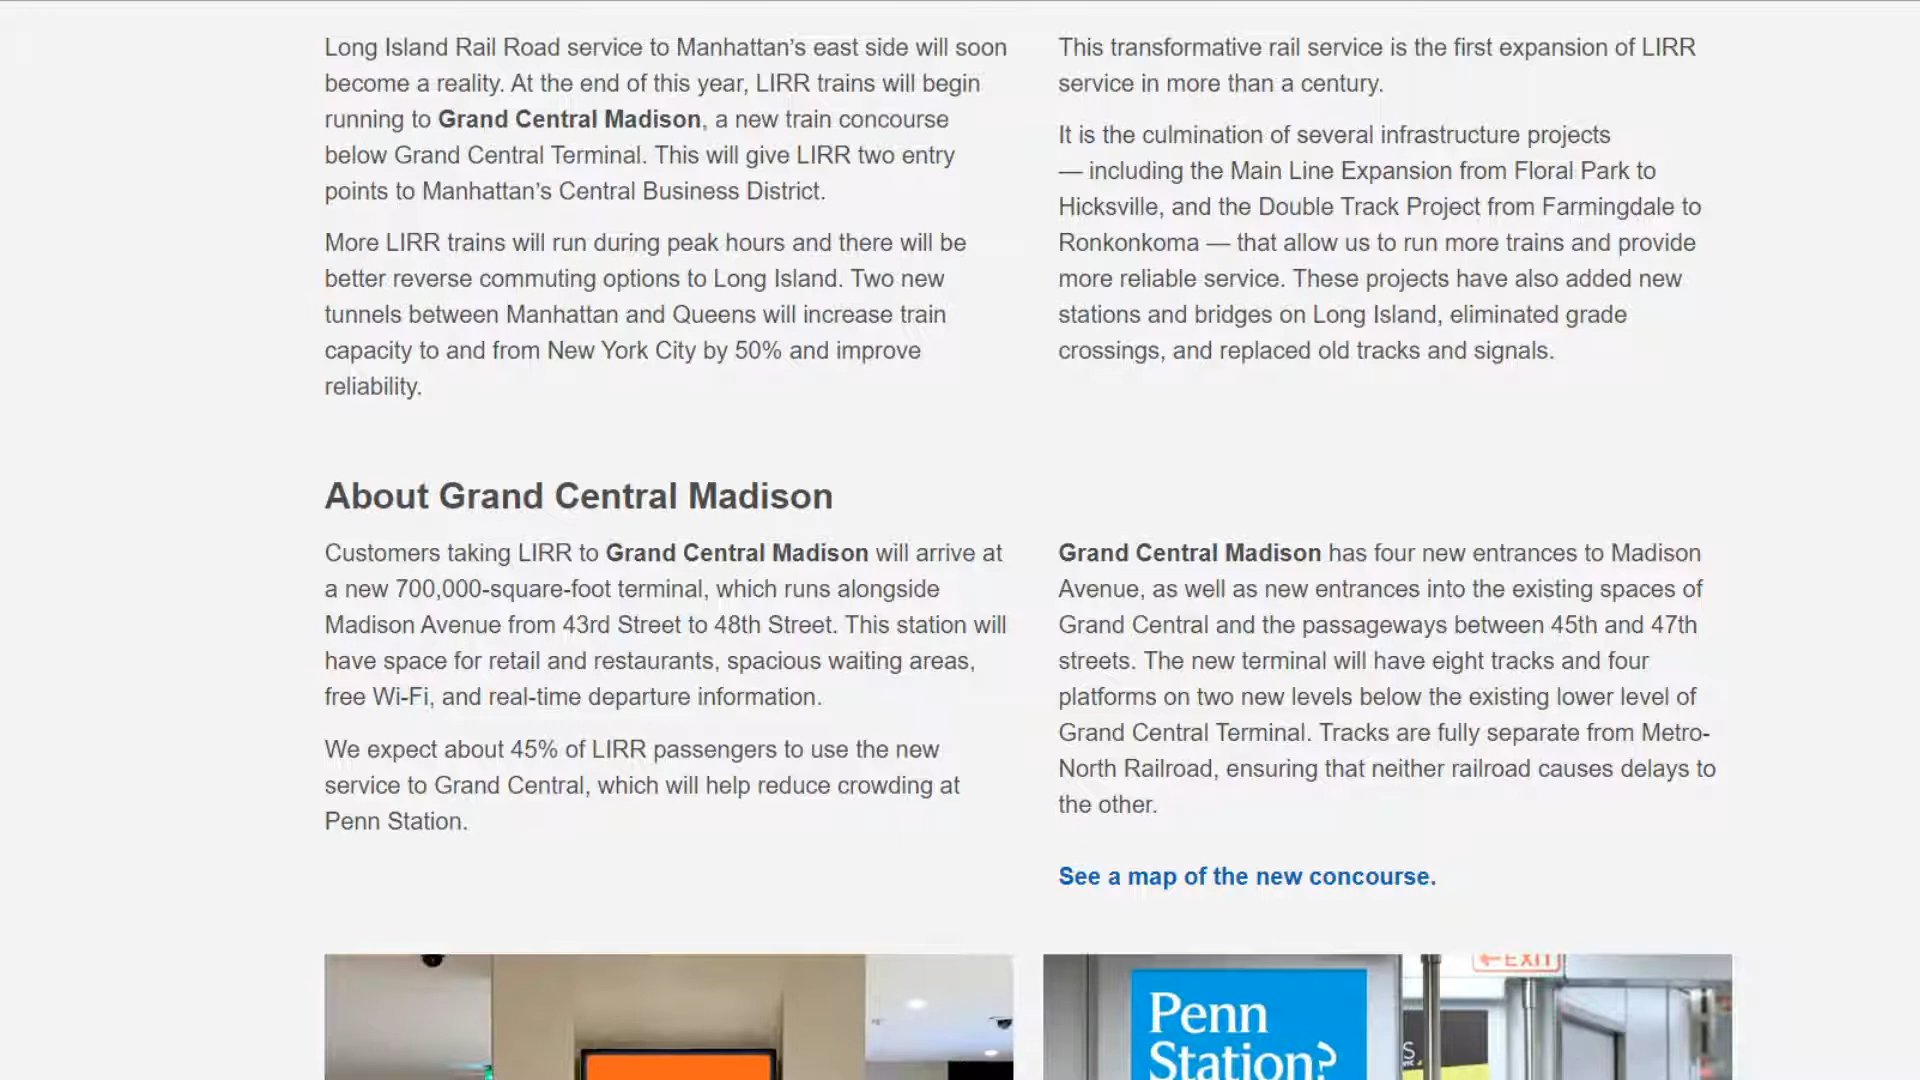 Long Island Rail Road service to Manhattan’s east side will soon
become a reality. At the end of this year, LIRR trains will begin
running to Grand Central Madison, a new train concourse
below Grand Central Terminal. This will give LIRR two entry
points to Manhattan’s Central Business District.
More LIRR trains will run during peak hours and there will be
better reverse commuting options to Long Island. Two new
tunnels between Manhattan and Queens will increase train
capacity to and from New York City by 50% and improve
reliability.
This transformative rail service is the first expansion of LIRR
service in more than a century.
It is the culmination of several infrastructure projects
— including the Main Line Expansion from Floral Park to
Hicksville, and the Double Track Project from Farmingdale to
Ronkonkoma — that allow us to run more trains and provide
more reliable service. These projects have also added new
stations and bridges on Long Island, eliminated grade
crossings, and replaced old tracks and signals.
About Grand Central Madison
Customers taking LIRR to Grand Central Madison will arrive at
a new 700,000-square-foot terminal, which runs alongside
Madison Avenue from 43rd Street to 48th Street. This station will
have space for retail and restaurants, spacious waiting areas,
free Wi-Fi, and real-time departure information.
We expect about 45% of LIRR passengers to use the new
service to Grand Central, which will help reduce crowding at
Penn Station.
Grand Central Madison has four new entrances to Madison
Avenue, as well as new entrances into the existing spaces of
Grand Central and the passageways between 45th and 47th
streets. The new terminal will have eight tracks and four
platforms on two new levels below the existing lower level of
Grand Central Terminal. Tracks are fully separate from Metro-
North Railroad, ensuring that neither railroad causes delays to
the other.
See a map of the new concourse.
←EXIT
Penn
Station?